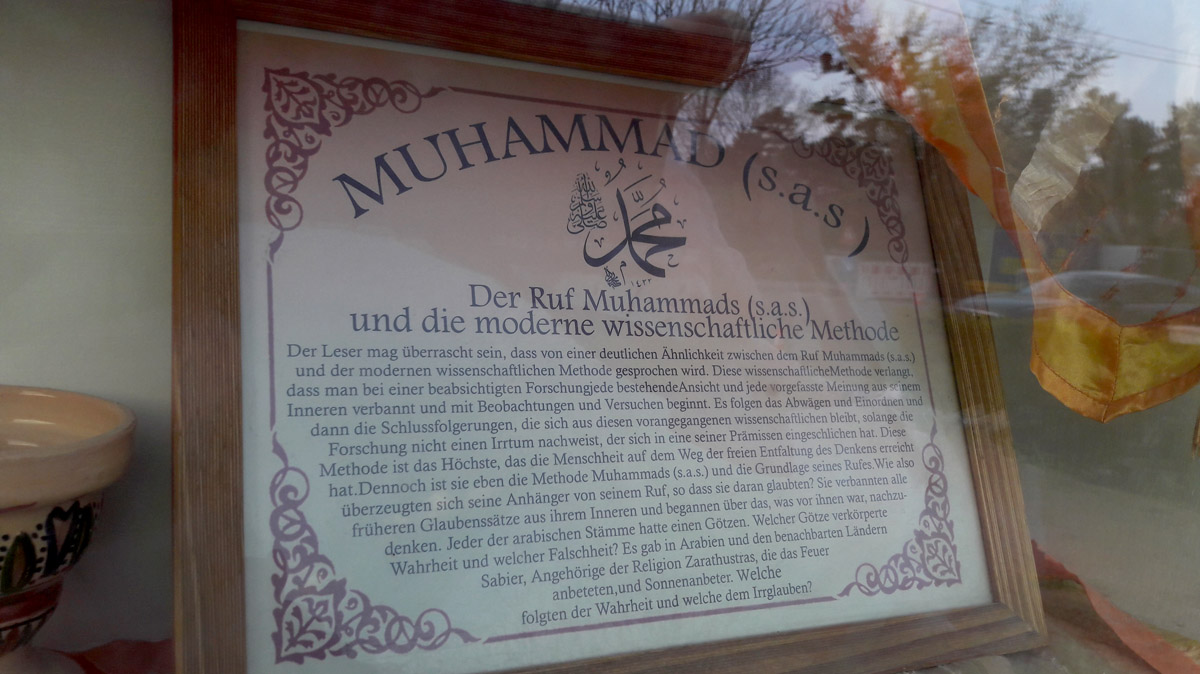 MUHAMMAD (s.a.s )
محمد
١٤٢٢
Der Ruf Muhammads (s.a.s.)
und die moderne wissenschaftliche Methode
Der Leser mag überrascht sein, dass von einer deutlichen Ähnlichkeit zwischen dem Ruf Muhammads (s.a.s.)
und der modernen wissenschaftlichen Methode gesprochen wird. Diese wissenschaftlicheMethode verlangt,
dass man bei einer beabsichtigten Forschungjede bestehendeAnsicht und jede vorgefasste Meinung aus seinem
Inneren verbannt und mit Beobachtungen und Versuchen beginnt. Es folgen das Abwägen und Einordnen und
dann die Schlussfolgerungen, die sich aus diesen vorangegangenen wissenschaftlichen bleibt, solange die
Forschung nicht einen Irrtum nachweist, der sich in eine seiner Prämissen eingeschlichen hat. Diese
Methode ist das Höchste, das die Menschheit auf dem Weg der freien Entfaltung des Denkens erreicht
hat.Dennoch ist sie eben die Methode Muhammads (s.a.s.) und die Grundlage seines Rufes.Wie also
überzeugten sich seine Anhänger von seinem Ruf, so dass sie daran glaubten? Sie verbannten alle
früheren Glaubenssätze aus ihrem Inneren und begannen über das, was vor ihnen war, nachzu-
denken. Jeder der arabischen Stämme hatte einen Götzen. Welcher Götze verkörperte
Wahrheit und welcher Falschheit? Es gab in Arabien und den benachbarten Ländern
Sabier, Angehörige der Religion Zarathustras, die das Feuer
anbeteten,und Sonnenanbeter. Welche
folgten der Wahrheit und welche dem Irrglauben?